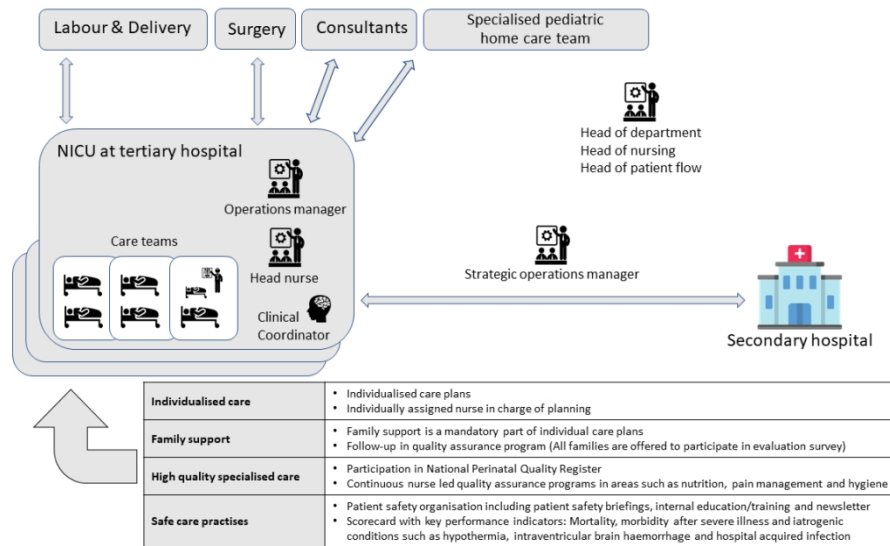 Labour & Delivery
Surgery
Consultants
Specialised pediatric
home care team
Head of department
Head of nursing
Head of patient flow
NICU at tertiary hospital
Operations manager
Care teams
Head nurse
Clinical
Coordinator
Strategic operations manager
Secondary hospital
Individualised care
• Individualised care plans
• Individually assigned nurse in charge of planning
Family support
• Family support is a mandatory part of individual care plans
• Follow-up in quality assurance program (All families are offered to participate in evaluation survey)
High quality specialised care
• Participation in National Perinatal Quality Register
• Continuous nurse led quality assurance programs in areas such as nutrition, pain management and hygiene
Safe care practises
• Patient safety organisation including patient safety briefings, internal education/training and newsletter
• Scorecard with key performance indicators: Mortality, morbidity after severe illness and iatrogenic
conditions such as hypothermia, intraventricular brain haemorrhage and hospital acquired infection